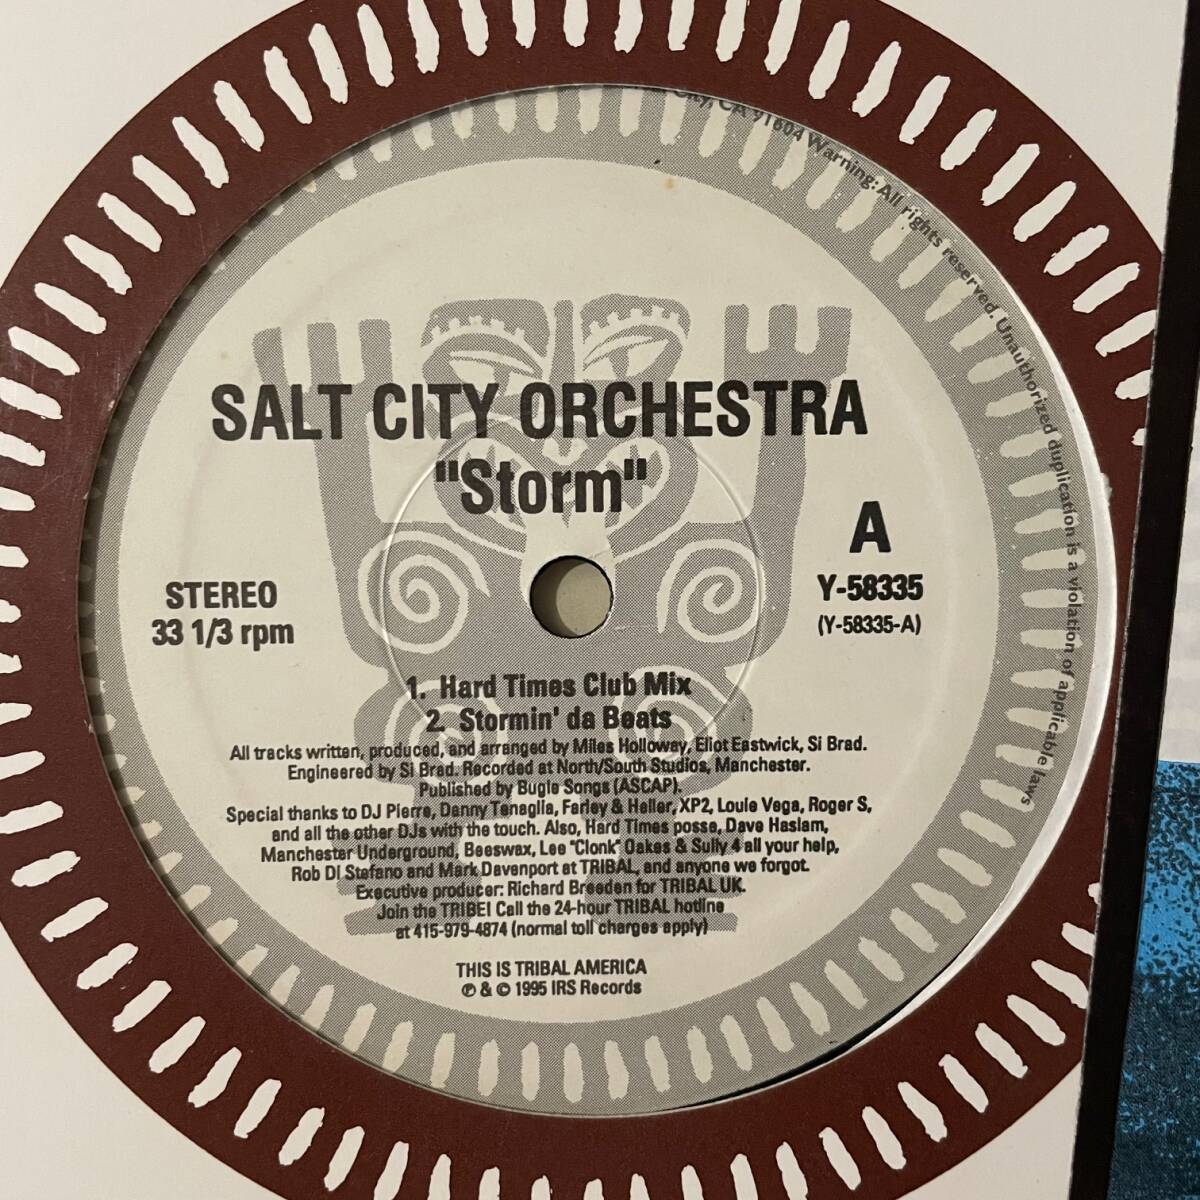 City, CA 91604 Warning: All rights reserved. Unauthorized duplication is a violation of applicable laws
SALT CITY ORCHESTRA
"Storm"
A
STEREO
33 1/3 rpm
Y-58335
(Y-58335-A)
1. Hard Times Club Mix
2. Stormin' da Beats
All tracks written, produced, and arranged by Miles Holloway, Eliot Eastwick, Si Brad.
Engineered by Si Brad. Recorded at North/South Studios, Manchester.
Published by Bugle Songs (ASCAP).
Special thanks to DJ Pierre, Danny Tenaglia, Farley & Heller, XP2, Louie Vega, Roger S,
and all the other DJs with the touch. Also, Hard Times posse, Dave Haslam,
Manchester Underground, Beeswax, Lee "Clonk" Oakes & Sully 4 all your help,
Rob Di Stefano and Mark Davenport at TRIBAL, and anyone we forgot.
Executive producer: Richard Breeden for TRIBAL UK.
Join the TRIBE! Call the 24-hour TRIBAL hotline
at 415-979-4874 (normal toll charges apply)
THIS IS TRIBAL AMERICA
℗ & © 1995 IRS Records